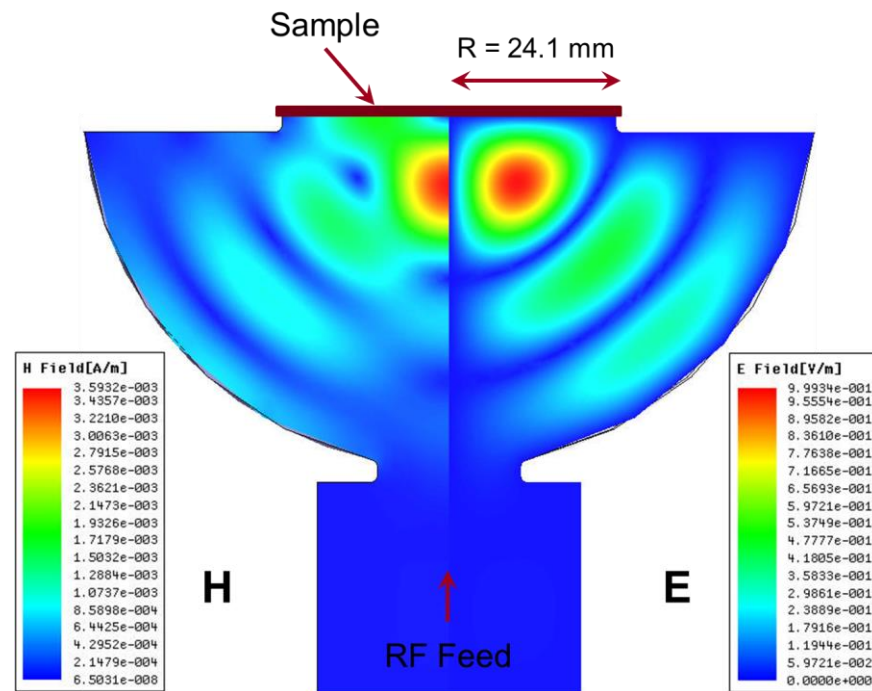 Sample
R = 24.1 mm
H Field[A/m]
3.5932e-003
3.4357e-003
3.2210e-003
3.0063e-003
2.7915e-003
2.5768e-003
2.3621e-003
2.1473e-003
1.9326e-003
1.7179e-003
1.5032e-003
1.2884e-003
1.0737e-003
8.5898e-004
6.4425e-004
4.2952e-004
2.1479e-004
6.5031e-008
E Field[V/m]
9.9934e-001
9.5554e-001
8.9582e-001
8.3610e-001
7.7638e-001
7.1665e-001
6.5693e-001
5.9721e-001
5.3749e-001
4.7777e-001
4.1805e-001
3.5833e-001
2.9861e-001
2.3889e-001
1.7916e-001
1.1944e-001
5.9721e-002
0.0000e+000
H
E
RF Feed